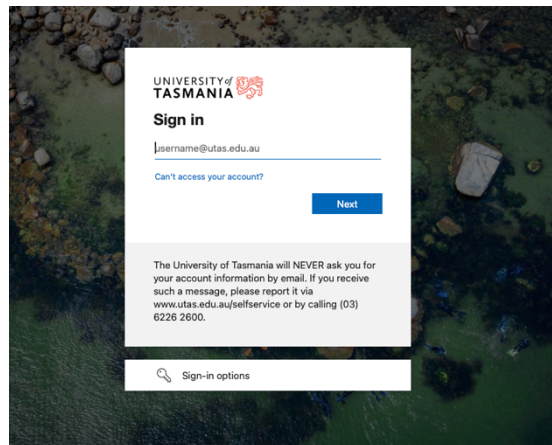 UNIVERSITY of
TASMANIA
Sign in
username@utas.edu.au
Can't access your account?
Next
The University of Tasmania will NEVER ask you for
your account information by email. If you receive
such a message, please report it via
www.utas.edu.au/selfservice or by calling (03)
6226 2600.
Sign-in options